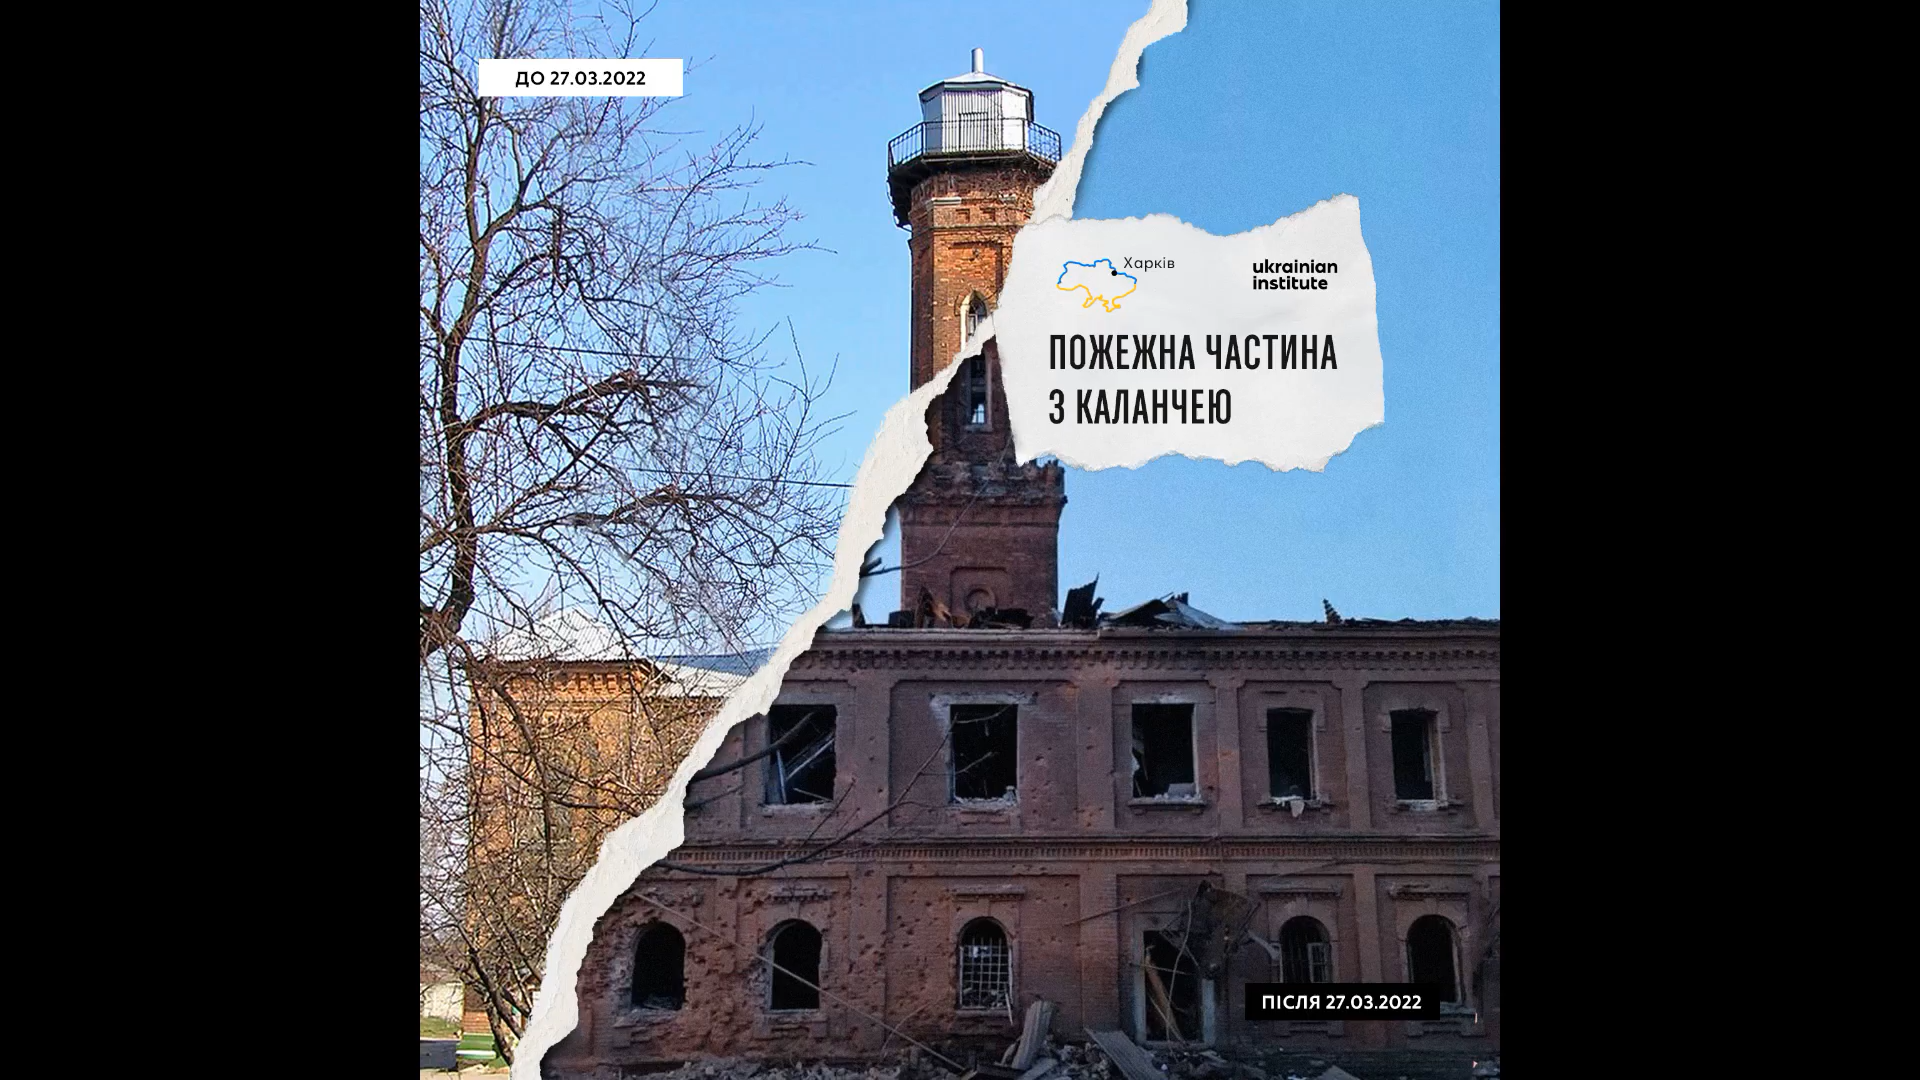 ДО 27.03.2022
Харків
ukrainian
institute
ПОЖЕЖНА ЧАСТИНА
З КАЛАНЧЕЮ
ПІСЛЯ 27.03.2022